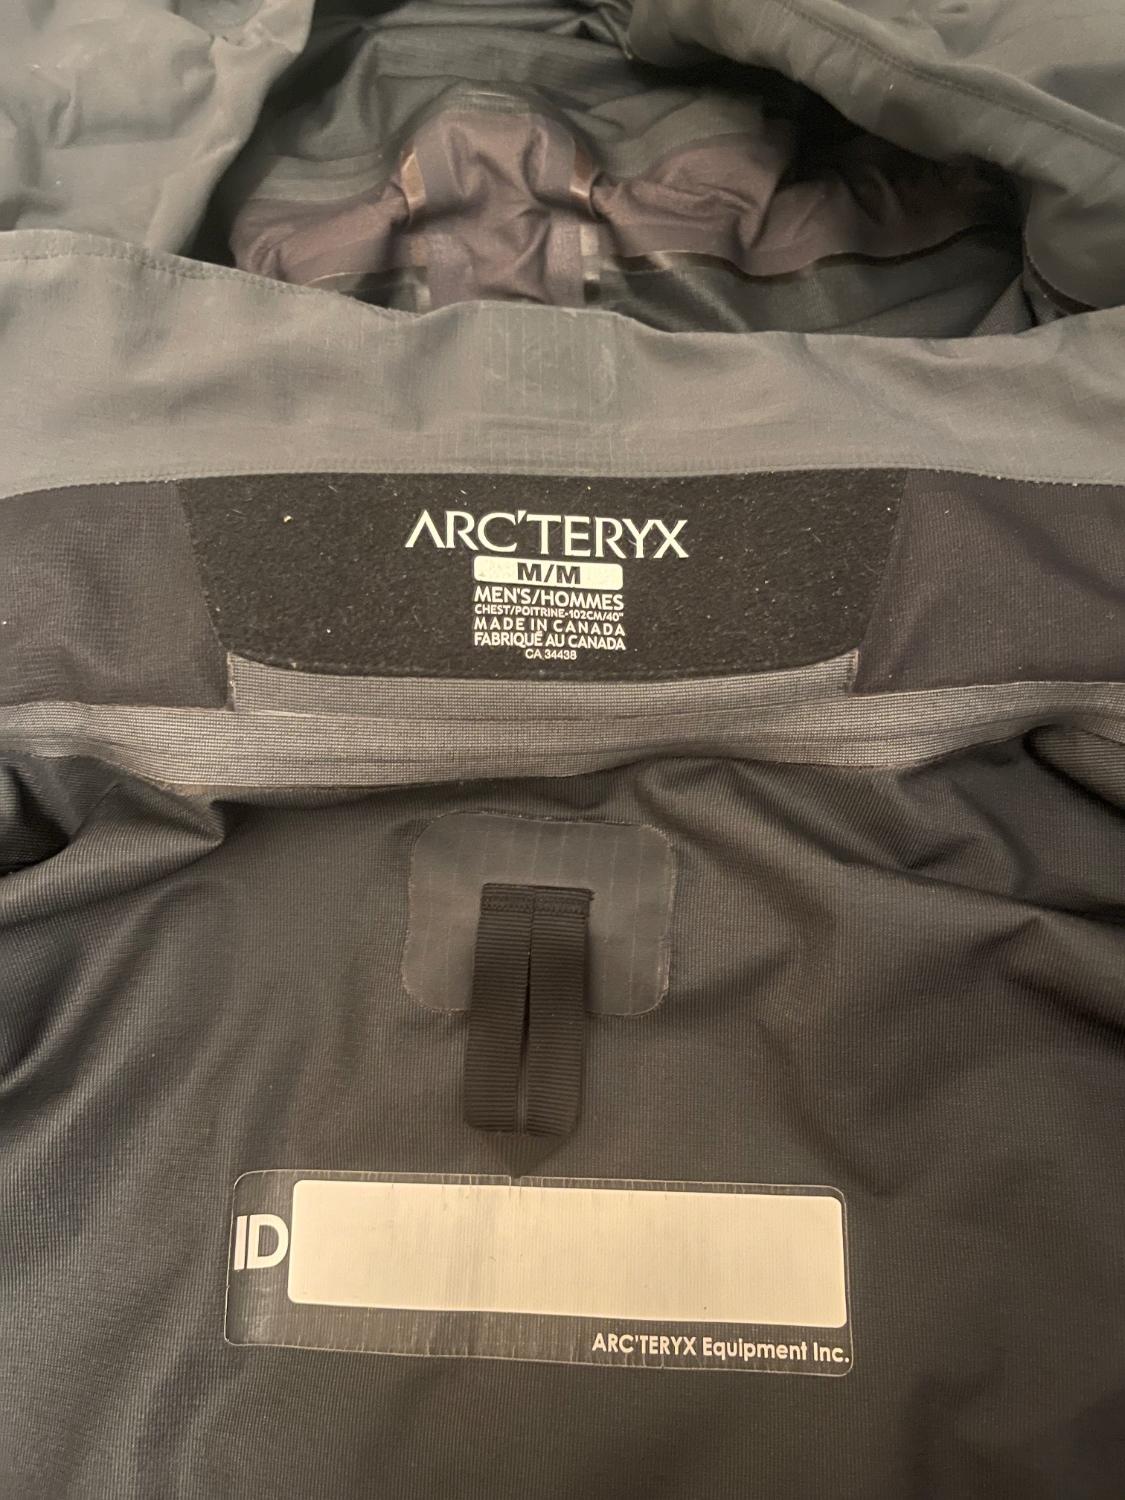 ARC'TERYX
M/M
MEN'S/HOMMES
CHEST/POITRINE-102CM/40"
MADE IN CANADA
FABRIQUÉ AU CANADA
CA 34438
ID
ARC'TERYX Equipment Inc.